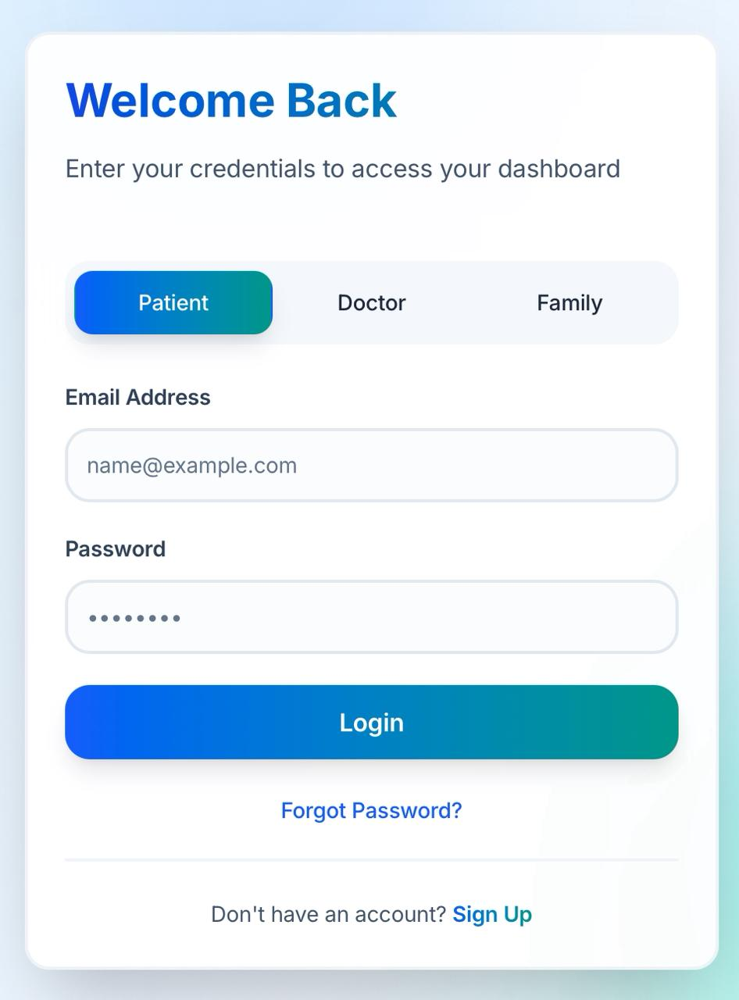 Welcome Back
Enter your credentials to access your dashboard
Patient Doctor Family
Email Address
name@example.com
Password
••••••••
Login
Forgot Password?
Don't have an account? Sign Up